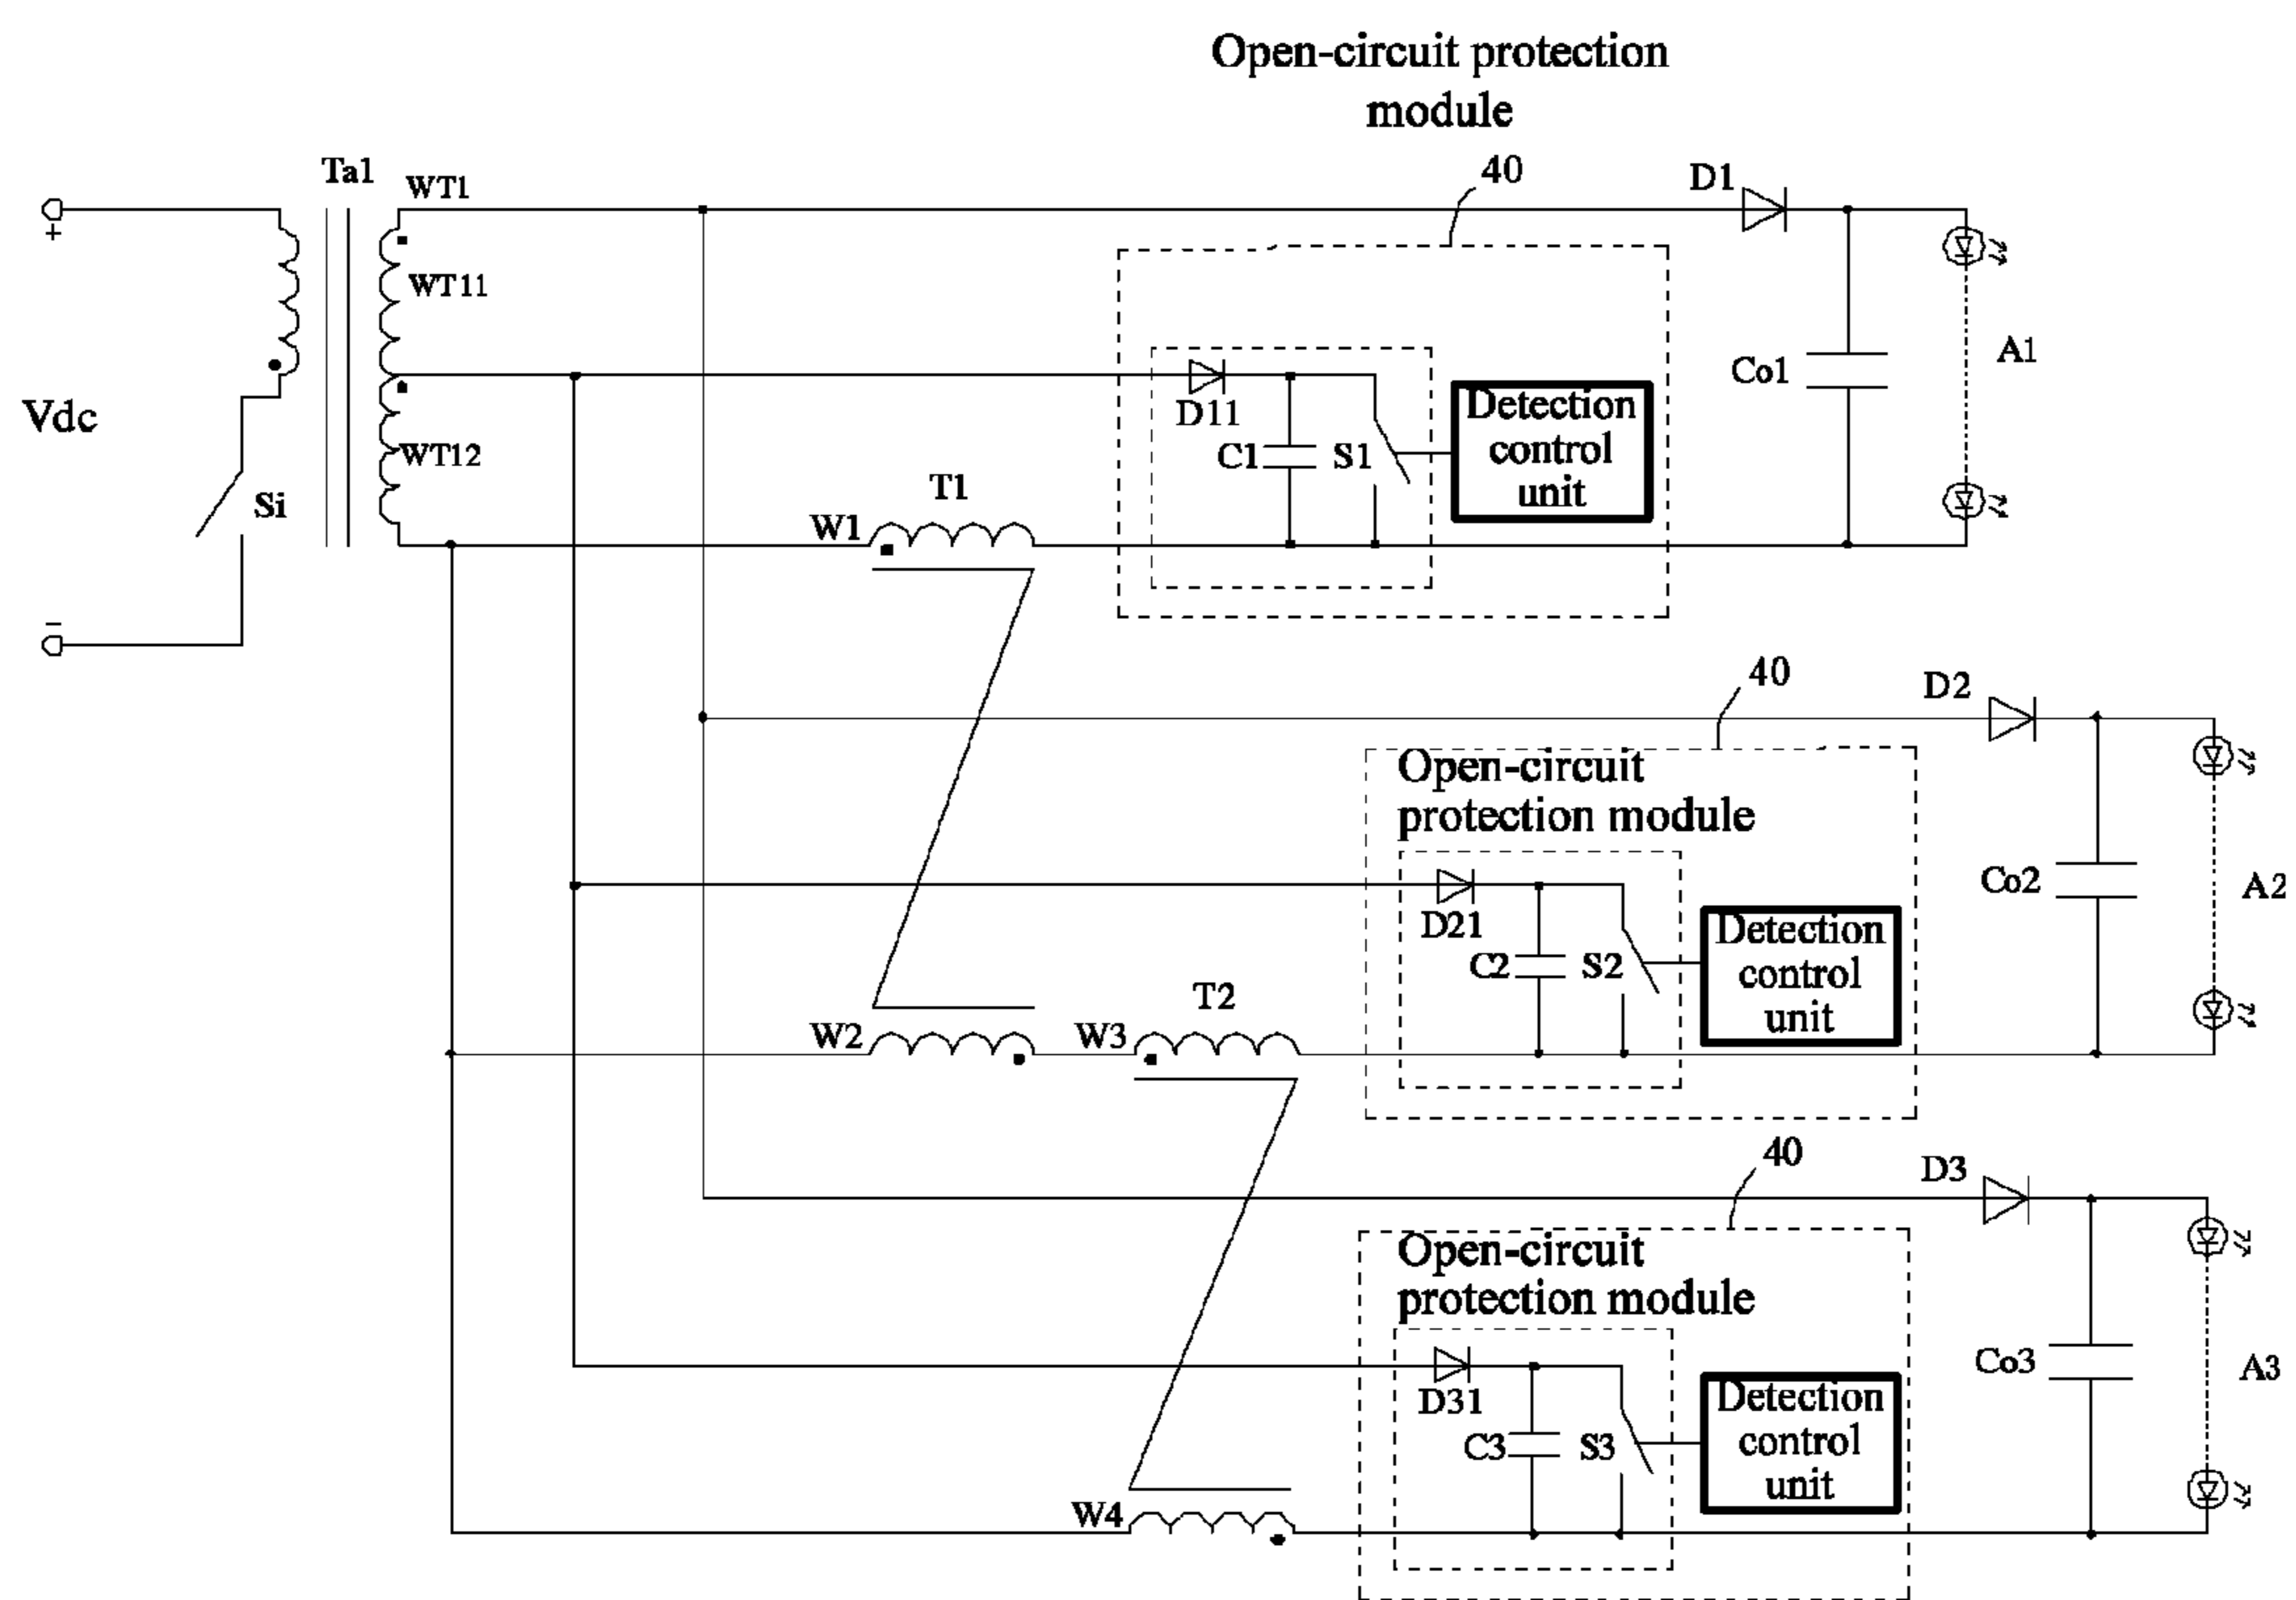 Open-circuit protection
module
40
D1
Ta1
WT1
+
WT11
Co1
A1
Vdc
D11
C1
S1
Detection
control
unit
WT12
Si
T1
W1
–
40
D2
Open-circuit
protection module
D21
C2
S2
Detection
control
unit
Co2
A2
T2
W2
W3
40
D3
Open-circuit
protection module
D31
C3
S3
Detection
control
unit
Co3
A3
W4